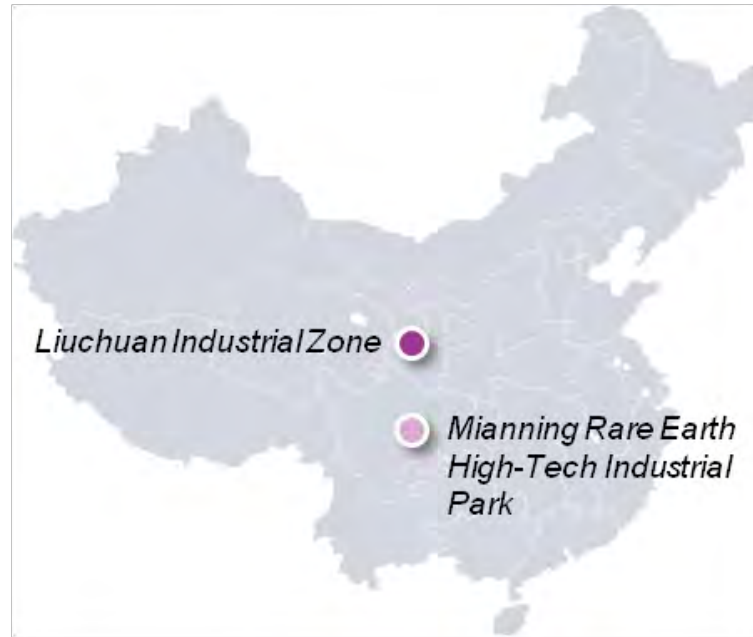 Liuchuan Industrial Zone
Mianning Rare Earth
High-Tech Industrial
Park